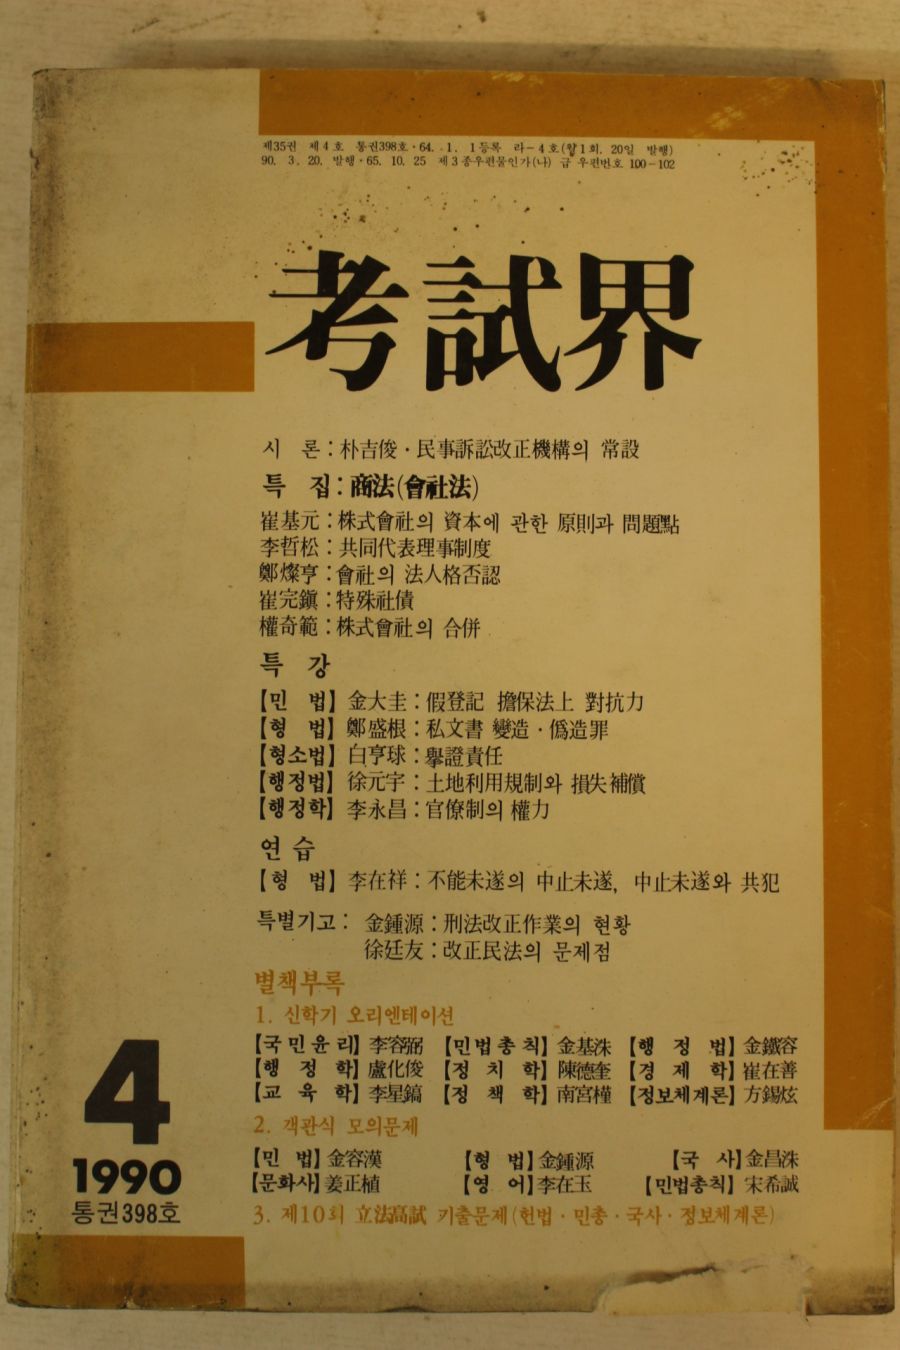 제35권 제4호 통권398호·64. 1. 1등록 라-4호(월1회. 20일 발행)
90. 3. 20. 발행·65. 10. 25 제3종우편물인가(나)급 우편번호 100-102
考試界
시 론 : 朴吉俊·民事訴訟改正機構의 常設
특 집 : 商法(會社法)
崔基元 : 株式會社의 資本에 관한 原則과 問題點
李哲松 : 共同代表理事制度
鄭燦亨 : 會社의 法人格否認
崔完鎭 : 特殊社債
權奇範 : 株式會社의 合併
특 강
【민 법】 金大圭 : 假登記 擔保法上 對抗力
【형 법】 鄭盛根 : 私文書 變造·僞造罪
【형소법】 白亨球 : 擧證責任
【행정법】 徐元宇 : 土地利用規制와 損失補償
【행정학】 李永昌 : 官僚制의 權力
연 습
【형 법】 李在祥 : 不能未遂의 中止未遂, 中止未遂와 共犯
특별기고 : 金鍾源 : 刑法改正作業의 현황
徐廷友 : 改正民法의 문제점
별책부록
1. 신학기 오리엔테이션
【국민윤리】 李容弼 【민법총칙】 金基洙 【행 정 법】 金鐵容
【행 정 학】 盧化俊 【정 치 학】 陳德奎 【경 제 학】 崔在善
【교 육 학】 李星鎬 【정 책 학】 南宮槿 【정보체계론】 方錫炫
2. 객관식 모의문제
【민 법】 金容漢 【형 법】 金鍾源 【국 사】 金昌洙
【문화사】 姜正植 【영 어】 李在玉 【민법총칙】 宋希誠
3. 제10회 立法高試 기출문제(헌법·민총·국사·정보체계론)
4
1990
통권398호